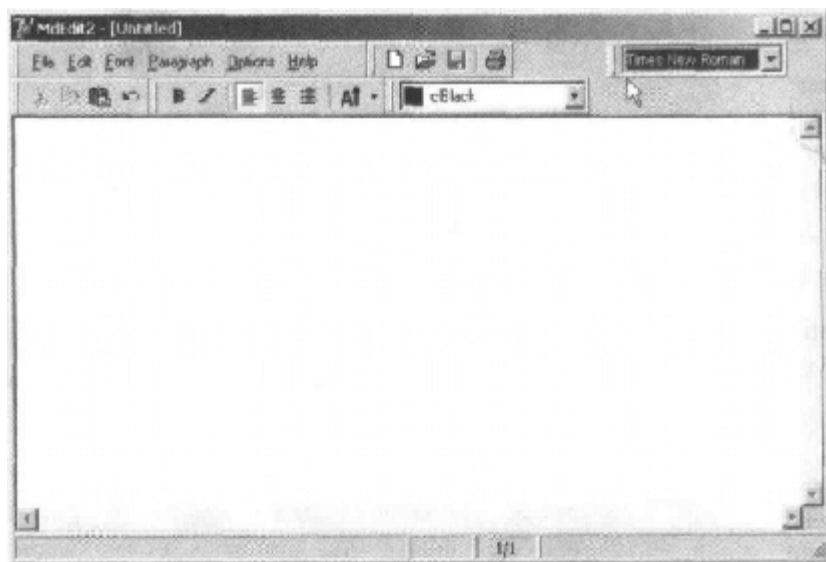 MdEdit2 - [Untitled]
File Edit Font Paragraph Options Help
Times New Roman
clBlack
1/1